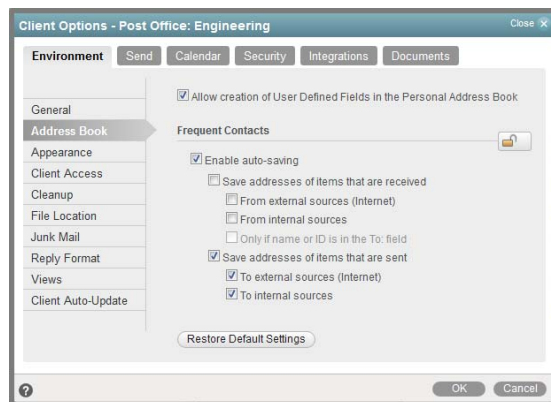 Client Options - Post Office: Engineering
Close x
Environment Send Calendar Security Integrations Documents
General
Address Book
Appearance
Client Access
Cleanup
File Location
Junk Mail
Reply Format
Views
Client Auto-Update
Allow creation of User Defined Fields in the Personal Address Book
Frequent Contacts
Enable auto-saving
Save addresses of items that are received
From external sources (Internet)
From internal sources
Only if name or ID is in the To: field
Save addresses of items that are sent
To external sources (Internet)
To internal sources
Restore Default Settings
?
OK Cancel